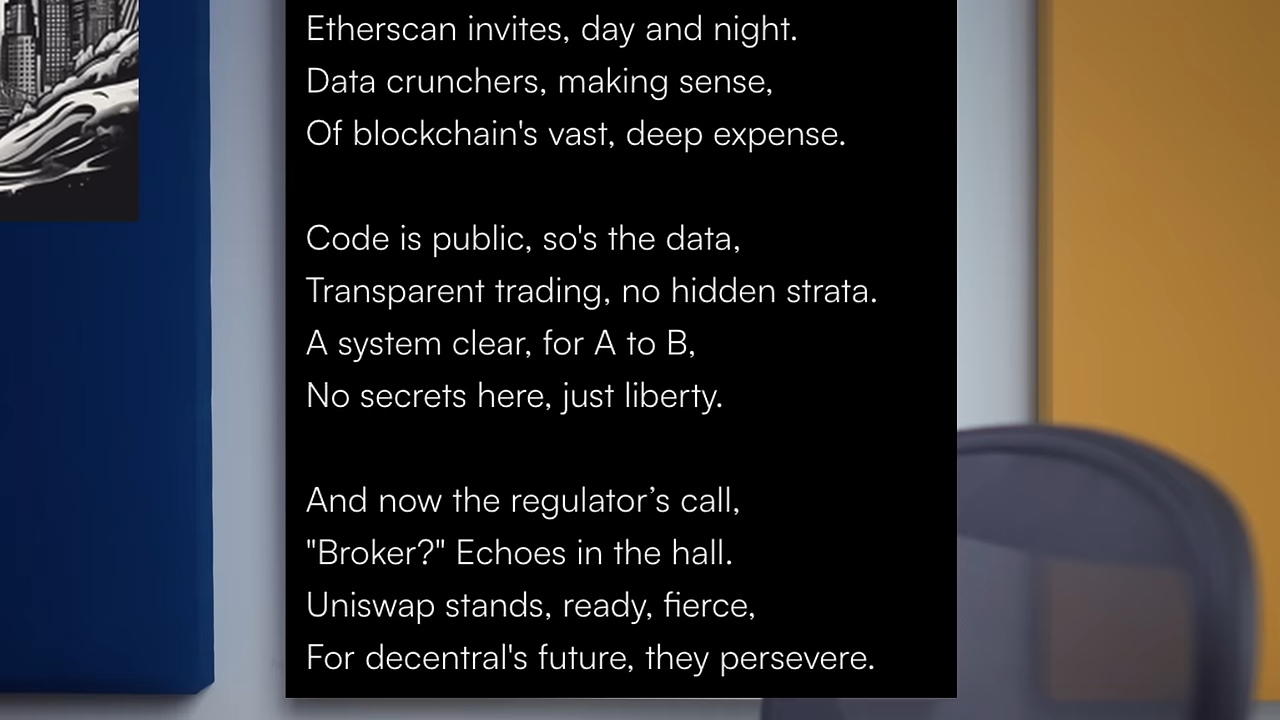 Etherscan invites, day and night.
Data crunchers, making sense,
Of blockchain's vast, deep expense.
Code is public, so's the data,
Transparent trading, no hidden strata.
A system clear, for A to B,
No secrets here, just liberty.
And now the regulator’s call,
"Broker?" Echoes in the hall.
Uniswap stands, ready, fierce,
For decentral's future, they persevere.